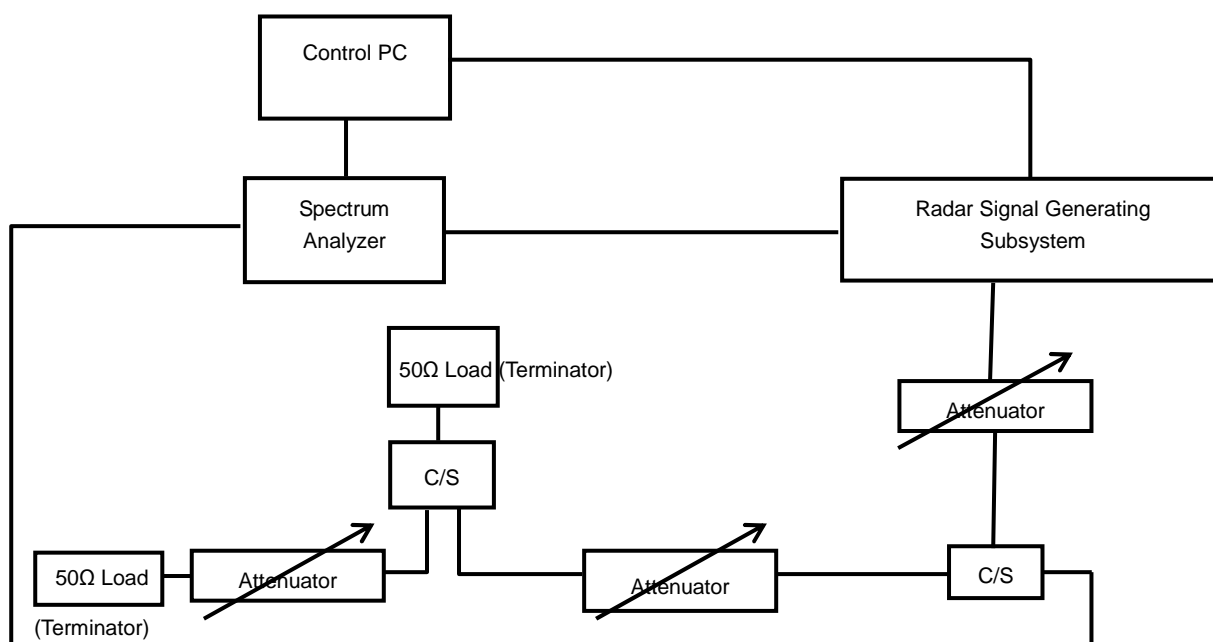 Control PC
Spectrum
Analyzer
Radar Signal Generating
Subsystem
50Ω Load (Terminator)
Attenuator
C/S
50Ω Load
(Terminator)
Attenuator
Attenuator
C/S